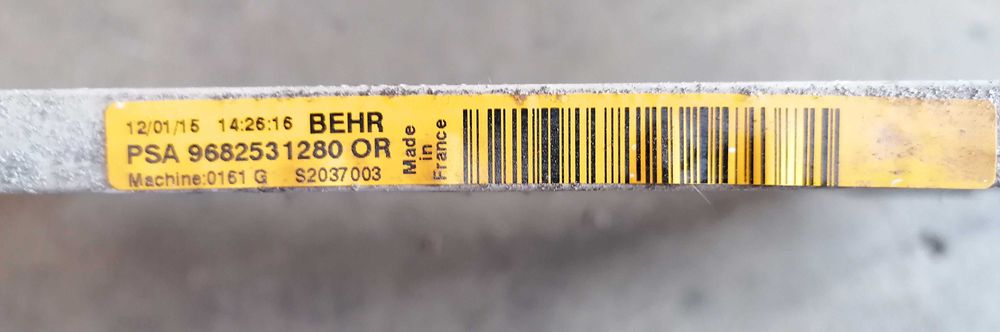 12/01/15 14:26:16 BEHR
PSA 9682531280 OR
Machine:0161 G S2037003
Made
in
France